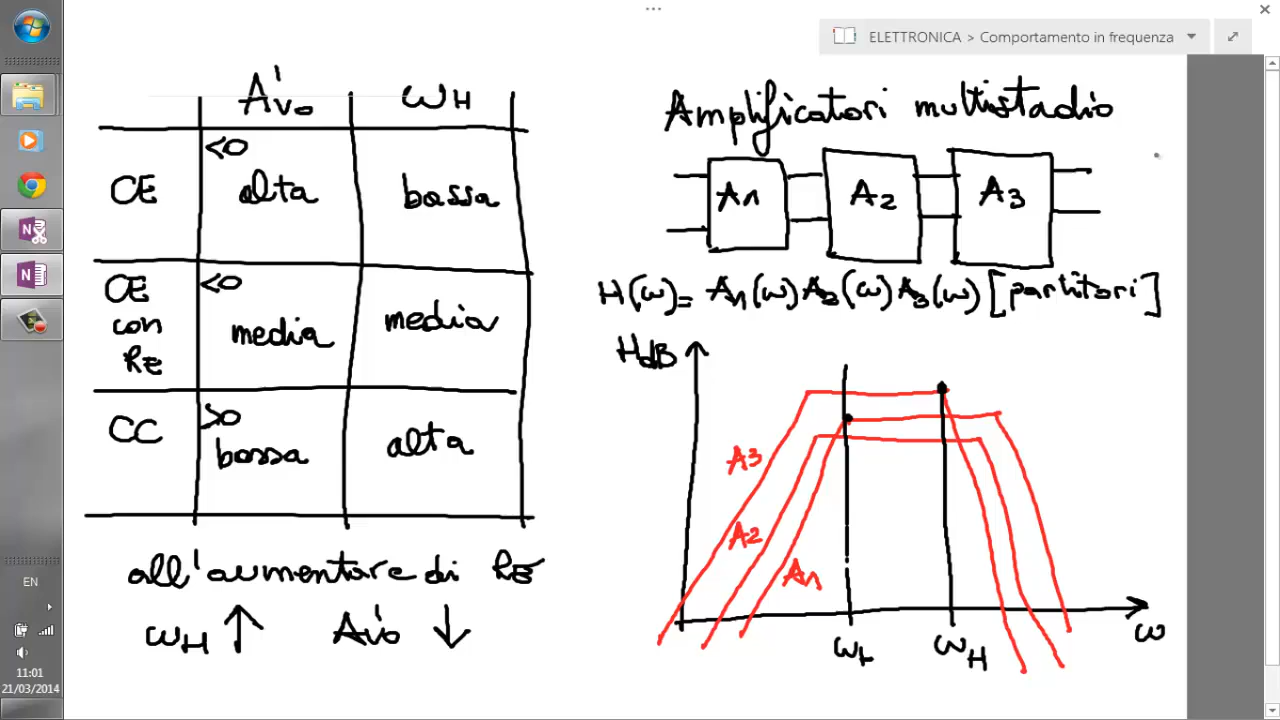 ELETTRONICA > Comportamento in frequenza
A'vo ωH
CE <0 alta bassa
CE con RE <0 media media
CC >0 bassa alta
all'aumentare di RE
ωH ↑ A'vo ↓
Amplificatori multistadio
A1 A2 A3
H(ω)= A1(ω)A2(ω)A3(ω)[partitori]
HdB
A3
A2
A1
ωL ωH ω
EN
11:01
21/03/2014